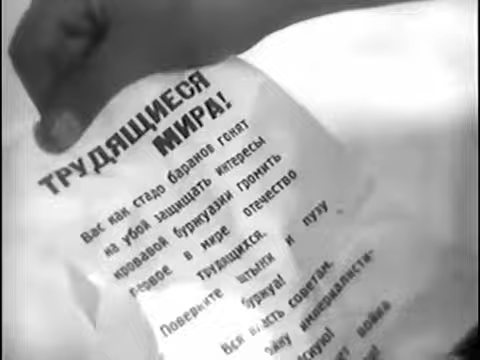 ТРУДЯЩИЕСЯ
МИРА!
Вас как стадо баранов гонят
на убой защищать интересы
кровавой буржуазии громить
первое в мире отечество
трудящихся.
Поверните штыки и пузу
буржуа!
Вся власть советам.
империалисти-
война